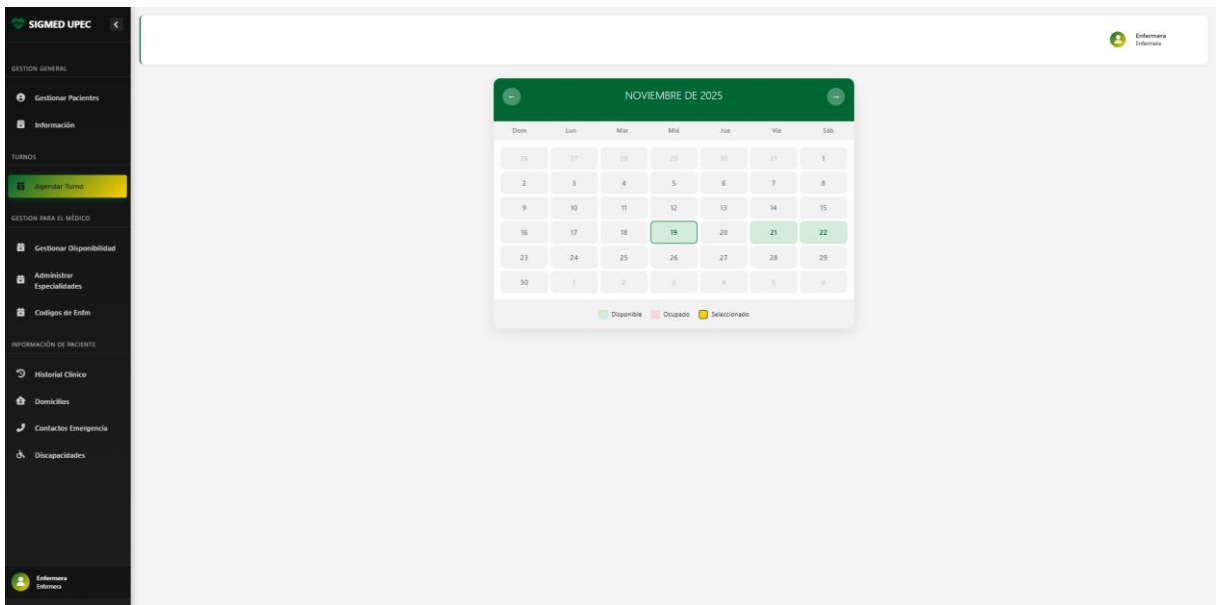 SIGMED UPEC
Enfermera
Enfermera
GESTION GENERAL
Gestionar Pacientes
Información
TURNOS
Agendar Turno
GESTION PARA EL MÉDICO
Gestionar Disponibilidad
Administrar
Especialidades
Codigos de Enfm
INFORMACIÓN DE PACIENTE
Historial Clínico
Domicilios
Contactos Emergencia
Discapacidades
Enfermera
Enfermera
← NOVIEMBRE DE 2025 →
Dom Lun Mar Mié Jue Vie Sáb
26 27 28 29 30 31 1
2 3 4 5 6 7 8
9 10 11 12 13 14 15
16 17 18 19 20 21 22
23 24 25 26 27 28 29
30 1 2 3 4 5 6
Disponible Ocupado Seleccionado